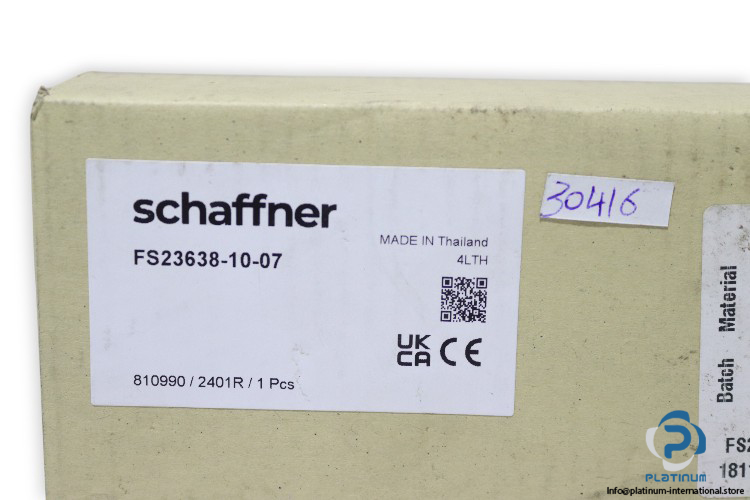 schaffner
FS23638-10-07
MADE IN Thailand
4LTH
UK
CA CE
810990 / 2401R / 1 Pcs
30416
Batch Material
FS2
1811
PLATINUM
Info@platinum-international.store